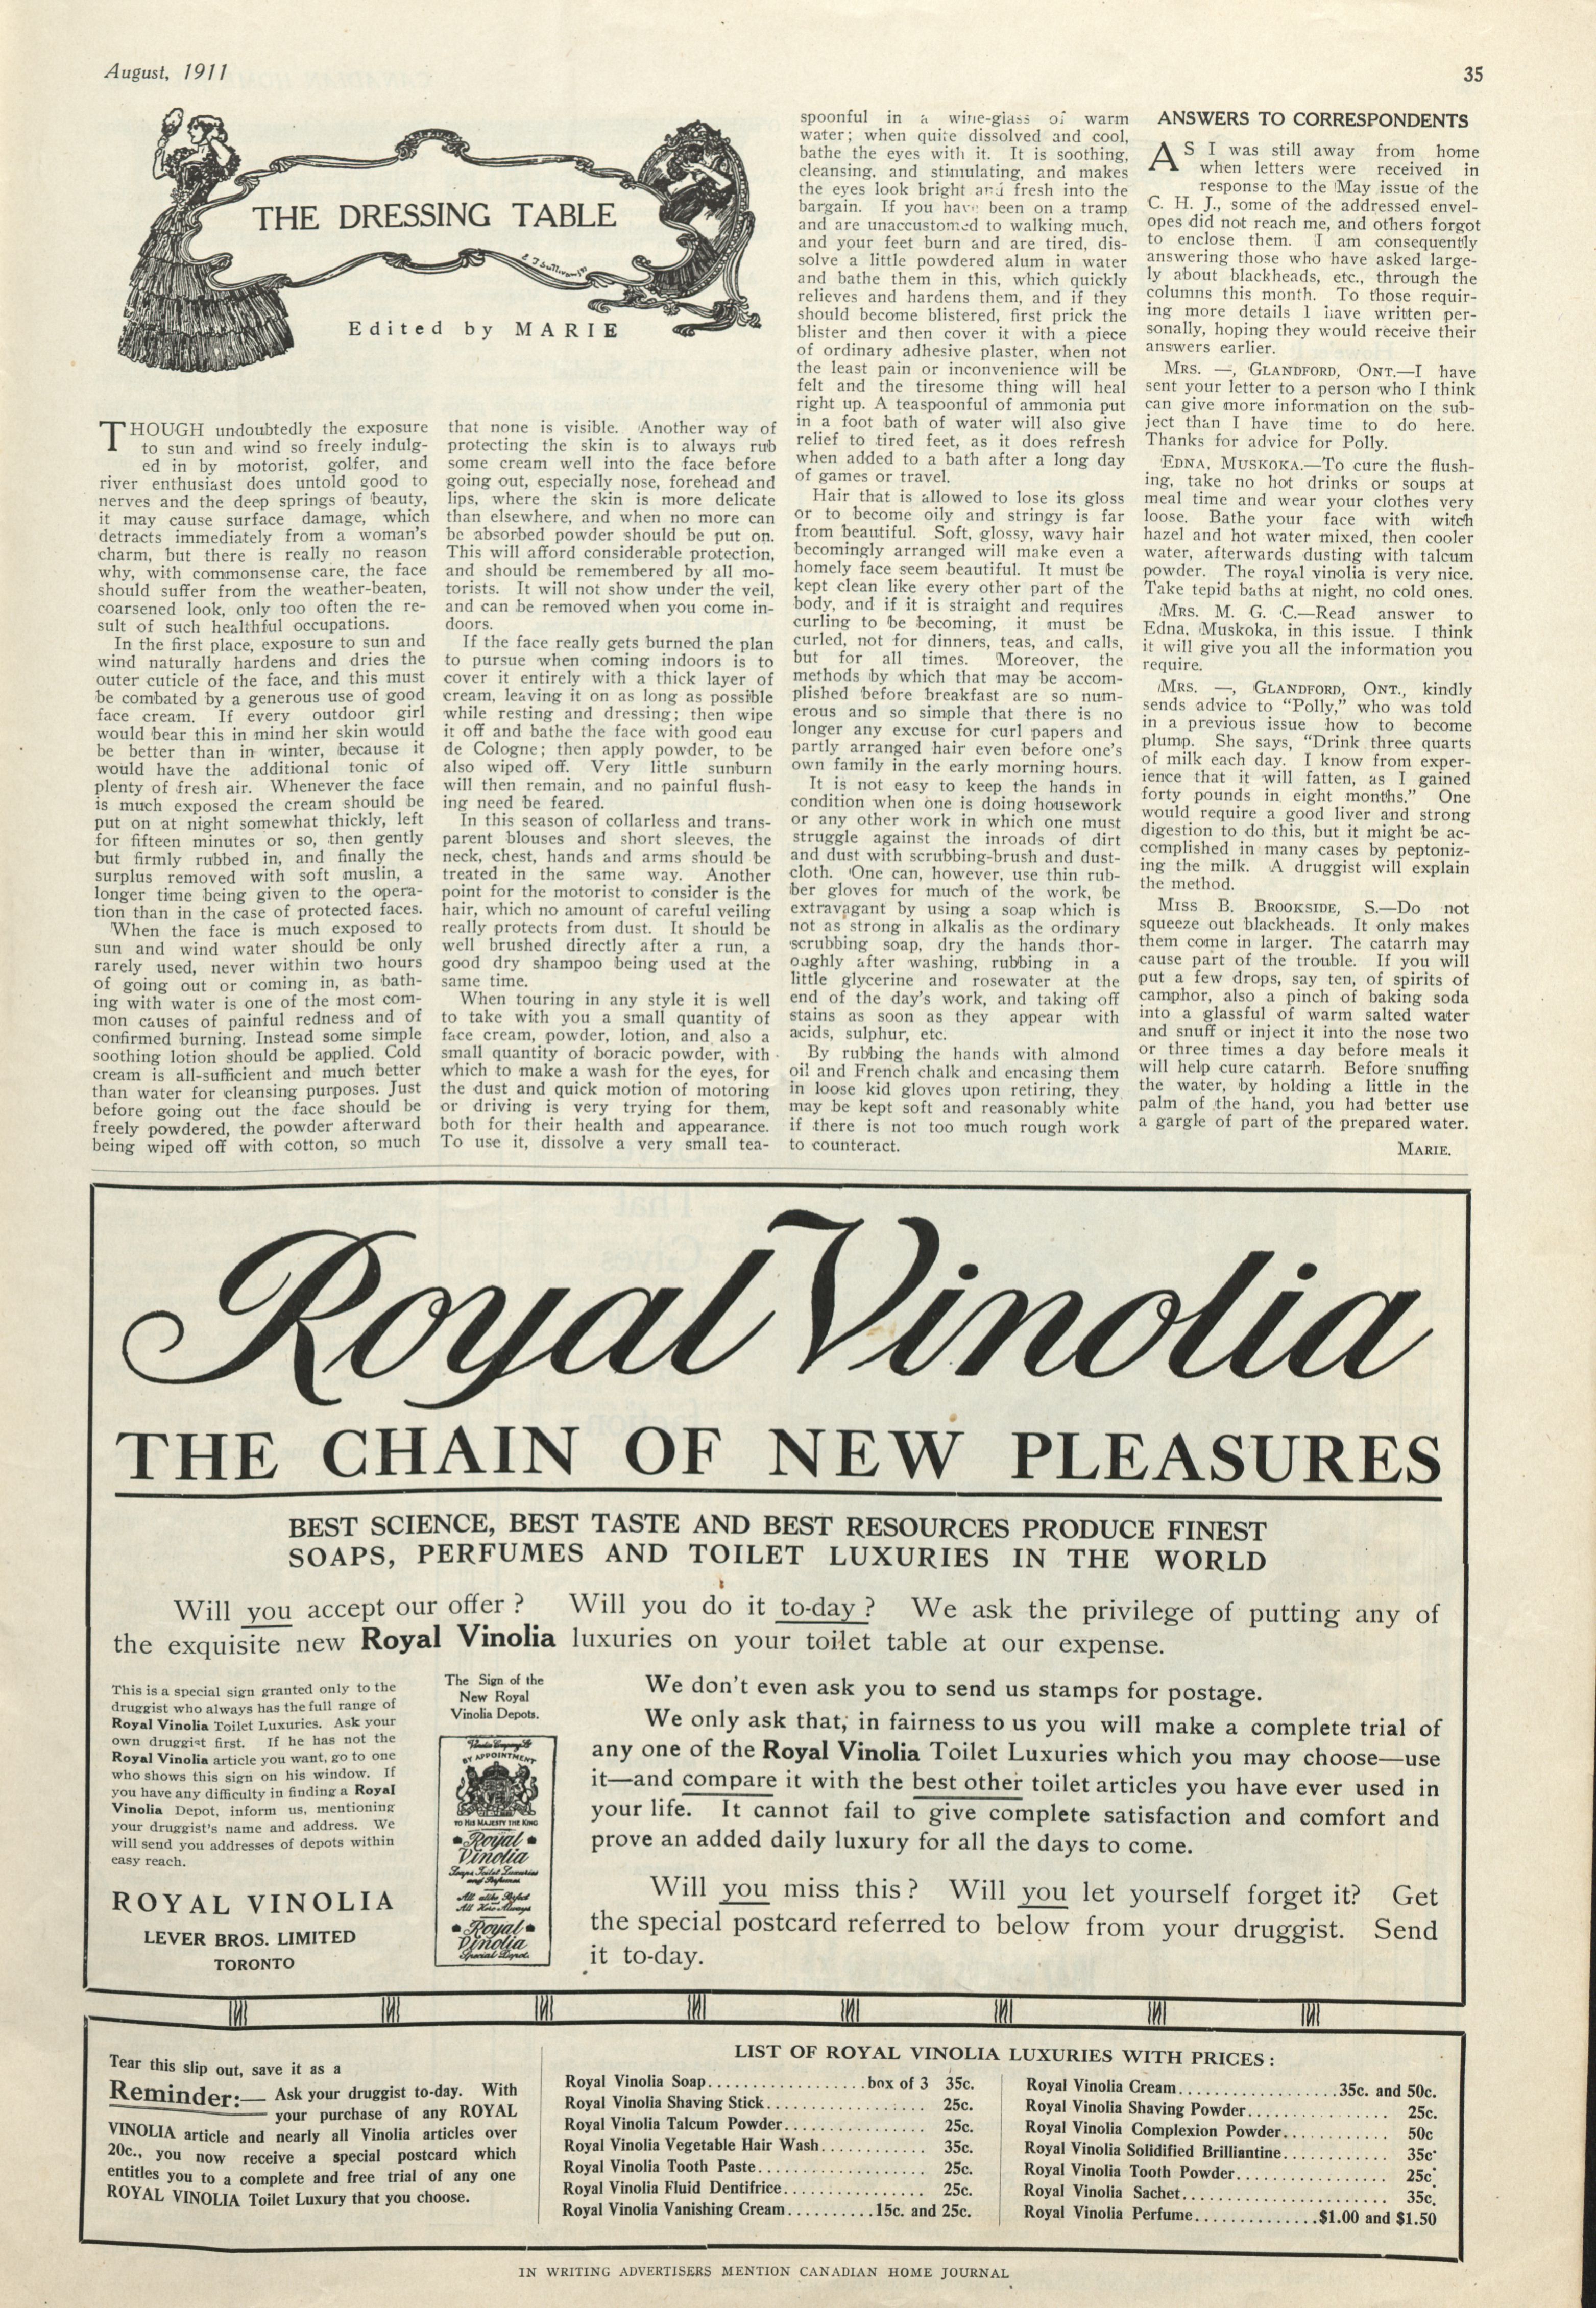 August, 1911
35
THE DRESSING TABLE
Edited by MARIE
THOUGH undoubtedly the exposure
to sun and wind so freely indulg-
ed in by motorist, golfer, and
river enthusiast does untold good to
nerves and the deep springs of beauty,
it may cause surface damage, which
detracts immediately from a woman's
charm, but there is really no reason
why, with commonsense care, the face
should suffer from the weather-beaten,
coarsened look, only too often the re-
sult of such healthful occupations.
In the first place, exposure to sun and
wind naturally hardens and dries the
outer cuticle of the face, and this must
be combated by a generous use of good
face cream. If every outdoor girl
would bear this in mind her skin would
be better than in winter, because it
would have the additional tonic of
plenty of fresh air. Whenever the face
is much exposed the cream should be
put on at night somewhat thickly, left
for fifteen minutes or so, then gently
but firmly rubbed in, and finally the
surplus removed with soft muslin, a
longer time being given to the opera-
tion than in the case of protected faces.
When the face is much exposed to
sun and wind water should be only
rarely used, never within two hours
of going out or coming in, as bath-
ing with water is one of the most com-
mon causes of painful redness and of
confirmed burning. Instead some simple
soothing lotion should be applied. Cold
cream is all-sufficient and much better
than water for cleansing purposes. Just
before going out the face should be
freely powdered, the powder afterward
being wiped off with cotton, so much
that none is visible. Another way of
protecting the skin is to always rub
some cream well into the face before
going out, especially nose, forehead and
lips, where the skin is more delicate
than elsewhere, and when no more can
be absorbed powder should be put on.
This will afford considerable protection,
and should be remembered by all mo-
torists. It will not show under the veil,
and can be removed when you come in-
doors.
If the face really gets burned the plan
to pursue when coming indoors is to
cover it entirely with a thick layer of
cream, leaving it on as long as possible
while resting and dressing; then wipe
it off and bathe the face with good eau
de Cologne; then apply powder, to be
also wiped off. Very little sunburn
will then remain, and no painful flush-
ing need be feared.
In this season of collarless and trans-
parent blouses and short sleeves, the
neck, chest, hands and arms should be
treated in the same way. Another
point for the motorist to consider is the
hair, which no amount of careful veiling
really protects from dust. It should be
well brushed directly after a run, a
good dry shampoo being used at the
same time.
When touring in any style it is well
to take with you a small quantity of
face cream, powder, lotion, and also a
small quantity of boracic powder, with
which to make a wash for the eyes, for
the dust and quick motion of motoring
or driving is very trying for them,
both for their health and appearance.
To use it, dissolve a very small tea-
spoonful in a wine-glass of warm
water; when quite dissolved and cool,
bathe the eyes with it. It is soothing,
cleansing, and stimulating, and makes
the eyes look bright and fresh into the
bargain. If you have been on a tramp
and are unaccustomed to walking much,
and your feet burn and are tired, dis-
solve a little powdered alum in water
and bathe them in this, which quickly
relieves and hardens them, and if they
should become blistered, first prick the
blister and then cover it with a piece
of ordinary adhesive plaster, when not
the least pain or inconvenience will be
felt and the tiresome thing will heal
right up. A teaspoonful of ammonia put
in a foot bath of water will also give
relief to tired feet, as it does refresh
when added to a bath after a long day
of games or travel.
Hair that is allowed to lose its gloss
or to become oily and stringy is far
from beautiful. Soft, glossy, wavy hair
becomingly arranged will make even a
homely face seem beautiful. It must be
kept clean like every other part of the
body, and if it is straight and requires
curling to be becoming, it must be
curled, not for dinners, teas, and calls,
but for all times. Moreover, the
methods by which that may be accom-
plished before breakfast are so num-
erous and so simple that there is no
longer any excuse for curl papers and
partly arranged hair even before one's
own family in the early morning hours.
It is not easy to keep the hands in
condition when one is doing housework
or any other work in which one must
struggle against the inroads of dirt
and dust with scrubbing-brush and dust-
cloth. One can, however, use thin rub-
ber gloves for much of the work, be
extravagant by using a soap which is
not as strong in alkalis as the ordinary
scrubbing soap, dry the hands thor-
oughly after washing, rubbing in a
little glycerine and rosewater at the
end of the day's work, and taking off
stains as soon as they appear with
acids, sulphur, etc.
By rubbing the hands with almond
oil and French chalk and encasing them
in loose kid gloves upon retiring, they
may be kept soft and reasonably white
if there is not too much rough work
to counteract.
ANSWERS TO CORRESPONDENTS
AS I was still away from home
when letters were received in
response to the May issue of the
C. H. J., some of the addressed envel-
opes did not reach me, and others forgot
to enclose them. I am consequently
answering those who have asked large-
ly about blackheads, etc., through the
columns this month. To those requir-
ing more details I have written per-
sonally, hoping they would receive their
answers earlier.
MRS. —, GLANDFORD, ONT.—I have
sent your letter to a person who I think
can give more information on the sub-
ject than I have time to do here.
Thanks for advice for Polly.
EDNA, MUSKOKA.—To cure the flush-
ing, take no hot drinks or soups at
meal time and wear your clothes very
loose. Bathe your face with witch
hazel and hot water mixed, then cooler
water, afterwards dusting with talcum
powder. The royal vinolia is very nice.
Take tepid baths at night, no cold ones.
MRS. M. G. C.—Read answer to
Edna, Muskoka, in this issue. I think
it will give you all the information you
require.
MRS. —, GLANDFORD, ONT., kindly
sends advice to "Polly," who was told
in a previous issue how to become
plump. She says, "Drink three quarts
of milk each day. I know from exper-
ience that it will fatten, as I gained
forty pounds in eight months." One
would require a good liver and strong
digestion to do this, but it might be ac-
complished in many cases by peptoniz-
ing the milk. A druggist will explain
the method.
MISS B. BROOKSIDE, S.—Do not
squeeze out blackheads. It only makes
them come in larger. The catarrh may
cause part of the trouble. If you will
put a few drops, say ten, of spirits of
camphor, also a pinch of baking soda
into a glassful of warm salted water
and snuff or inject it into the nose two
or three times a day before meals it
will help cure catarrh. Before snuffing
the water, by holding a little in the
palm of the hand, you had better use
a gargle of part of the prepared water.
MARIE.
Royal Vinolia
THE CHAIN OF NEW PLEASURES
BEST SCIENCE, BEST TASTE AND BEST RESOURCES PRODUCE FINEST
SOAPS, PERFUMES AND TOILET LUXURIES IN THE WORLD
Will you accept our offer? Will you do it to-day? We ask the privilege of putting any of
the exquisite new Royal Vinolia luxuries on your toilet table at our expense.
This is a special sign granted only to the
druggist who always has the full range of
Royal Vinolia Toilet Luxuries. Ask your
own druggist first. If he has not the
Royal Vinolia article you want, go to one
who shows this sign on his window. If
you have any difficulty in finding a Royal
Vinolia Depot, inform us, mentioning
your druggist's name and address. We
will send you addresses of depots within
easy reach.
ROYAL VINOLIA
LEVER BROS. LIMITED
TORONTO
The Sign of the
New Royal
Vinolia Depots.
Vinolia Company Ld
BY APPOINTMENT
TO HIS MAJESTY THE KING
Royal
Vinolia
Soaps Toilet Luxuries
and Perfumes
All alike Perfect
All Here Always
Royal
Vinolia
Special Depot.
We don't even ask you to send us stamps for postage.
We only ask that, in fairness to us you will make a complete trial of
any one of the Royal Vinolia Toilet Luxuries which you may choose—use
it—and compare it with the best other toilet articles you have ever used in
your life. It cannot fail to give complete satisfaction and comfort and
prove an added daily luxury for all the days to come.
Will you miss this? Will you let yourself forget it? Get
the special postcard referred to below from your druggist. Send
it to-day.
Tear this slip out, save it as a
Reminder:— Ask your druggist to-day. With
your purchase of any ROYAL
VINOLIA article and nearly all Vinolia articles over
20c., you now receive a special postcard which
entitles you to a complete and free trial of any one
ROYAL VINOLIA Toilet Luxury that you choose.
LIST OF ROYAL VINOLIA LUXURIES WITH PRICES:
Royal Vinolia Soap..................box of 3 35c.
Royal Vinolia Shaving Stick.................. 25c.
Royal Vinolia Talcum Powder................ 25c.
Royal Vinolia Vegetable Hair Wash............ 35c.
Royal Vinolia Tooth Paste................... 25c.
Royal Vinolia Fluid Dentifrice................ 25c.
Royal Vinolia Vanishing Cream..........15c. and 25c.
Royal Vinolia Cream..................35c. and 50c.
Royal Vinolia Shaving Powder................ 25c.
Royal Vinolia Complexion Powder............ 50c
Royal Vinolia Solidified Brilliantine............ 35c.
Royal Vinolia Tooth Powder................. 25c.
Royal Vinolia Sachet........................ 35c.
Royal Vinolia Perfume..............$1.00 and $1.50
IN WRITING ADVERTISERS MENTION CANADIAN HOME JOURNAL